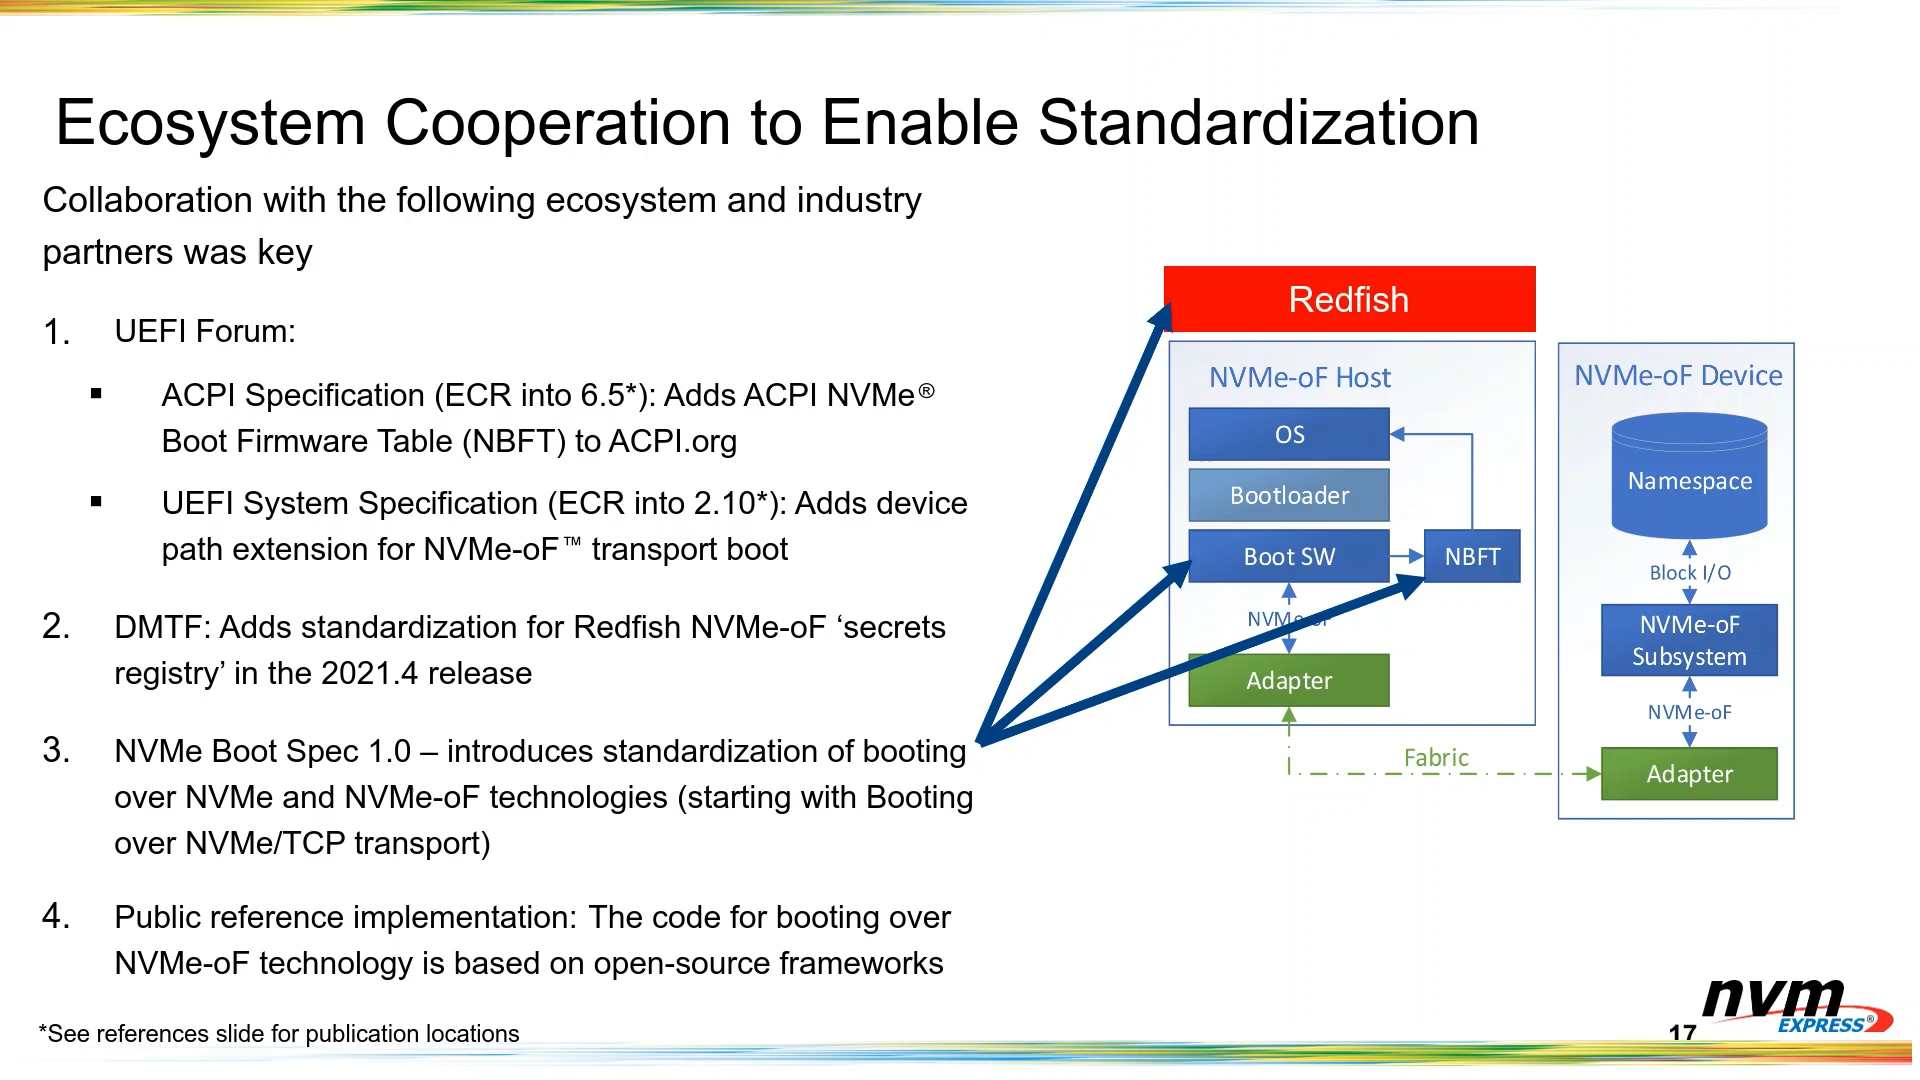 Ecosystem Cooperation to Enable Standardization
Collaboration with the following ecosystem and industry
partners was key
1. UEFI Forum:
▪ ACPI Specification (ECR into 6.5*): Adds ACPI NVMe®
Boot Firmware Table (NBFT) to ACPI.org
▪ UEFI System Specification (ECR into 2.10*): Adds device
path extension for NVMe-oF™ transport boot
2. DMTF: Adds standardization for Redfish NVMe-oF ‘secrets
registry’ in the 2021.4 release
3. NVMe Boot Spec 1.0 – introduces standardization of booting
over NVMe and NVMe-oF technologies (starting with Booting
over NVMe/TCP transport)
4. Public reference implementation: The code for booting over
NVMe-oF technology is based on open-source frameworks
*See references slide for publication locations
Redfish
NVMe-oF Host
OS
Bootloader
Boot SW
NBFT
NVMe-oF
Adapter
Fabric
NVMe-oF Device
Namespace
Block I/O
NVMe-oF
Subsystem
NVMe-oF
Adapter
nvm
EXPRESS®
17